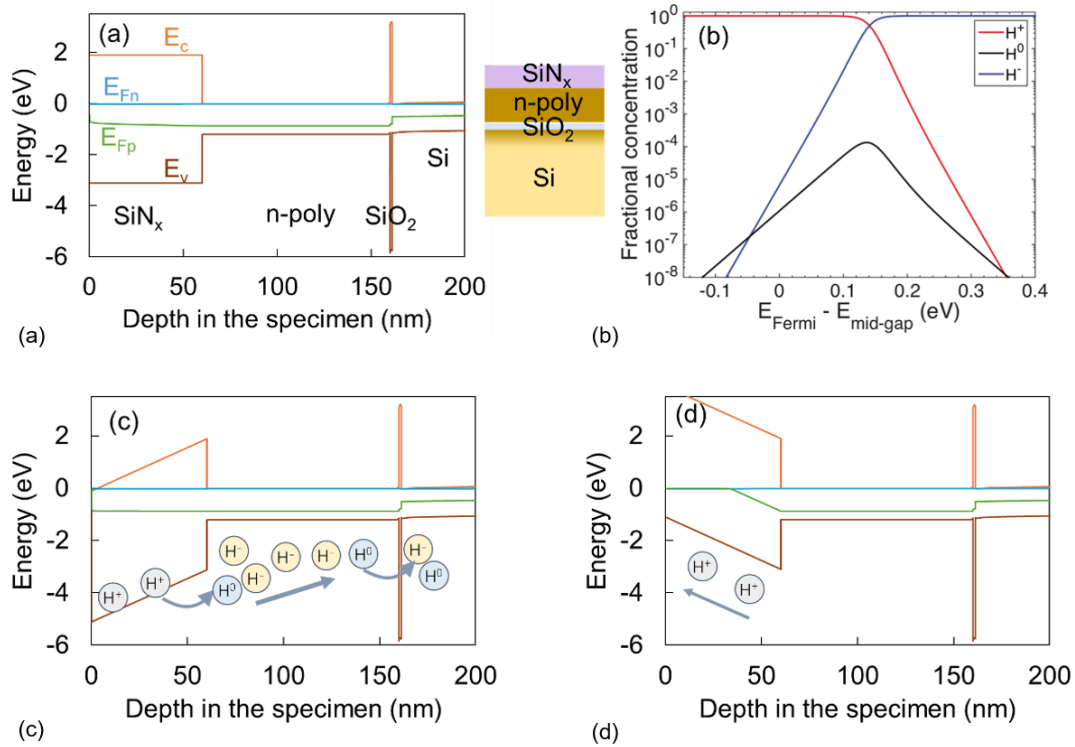 (a)
E_c
E_Fn
E_Fp
E_v
SiN_x
n-poly
SiO_2
Si
2
0
-2
-4
-6
Energy (eV)
0 50 100 150 200
Depth in the specimen (nm)
(a)
SiN_x
n-poly
SiO_2
Si
(b)
H^+
H^0
H^-
10^0
10^-1
10^-2
10^-3
10^-4
10^-5
10^-6
10^-7
10^-8
Fractional concentration
-0.1 0 0.1 0.2 0.3 0.4
E_Fermi - E_mid-gap (eV)
(b)
(c)
2
0
-2
-4
-6
Energy (eV)
H^+ H^+ H^0 H^- H^- H^- H^- H^0 H^- H^0
0 50 100 150 200
Depth in the specimen (nm)
(c)
(d)
2
0
-2
-4
-6
Energy (eV)
H^+
H^+
0 50 100 150 200
Depth in the specimen (nm)
(d)